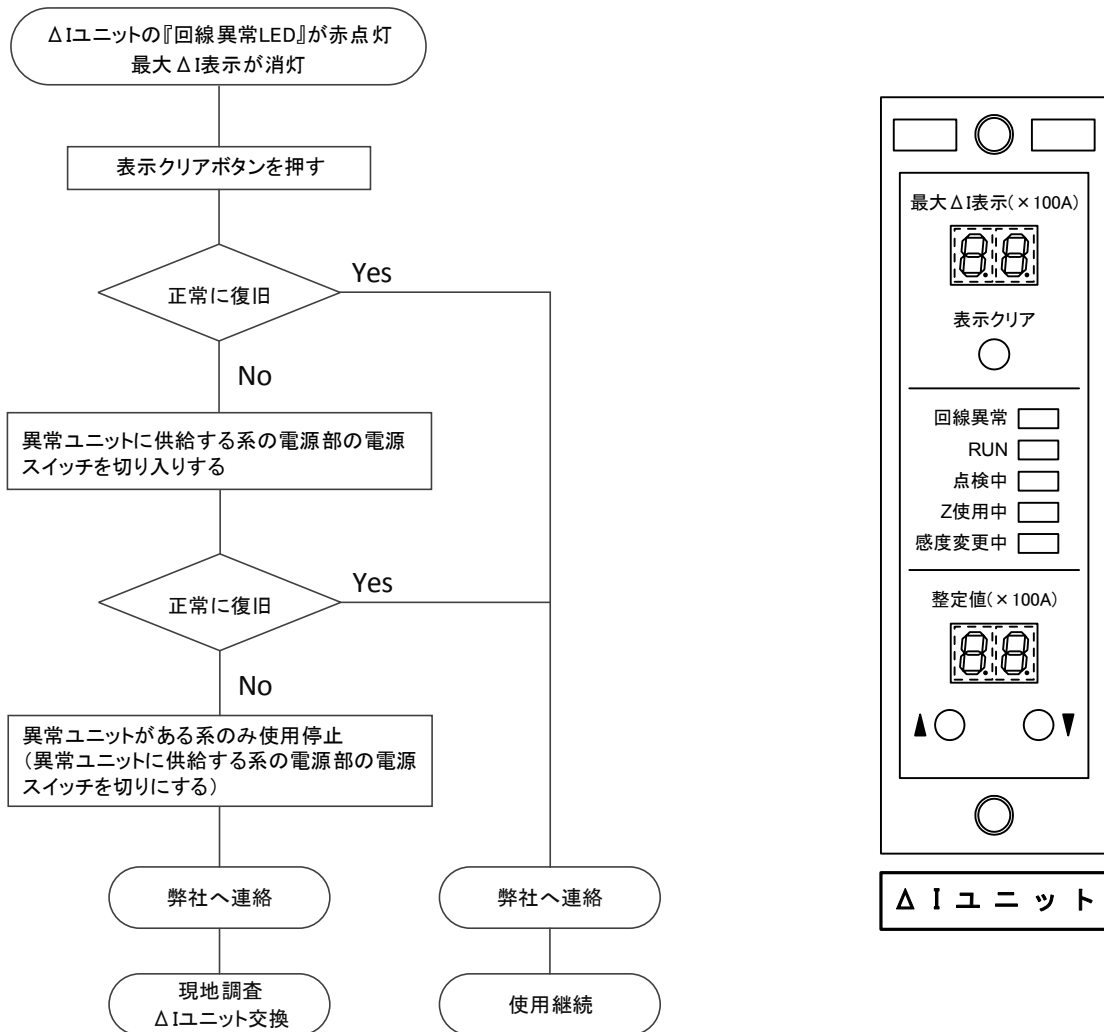 ΔIユニットの『回線異常LED』が赤点灯
最大ΔI表示が消灯
表示クリアボタンを押す
正常に復旧
Yes
No
異常ユニットに供給する系の電源部の電源
スイッチを切り入りする
正常に復旧
Yes
No
異常ユニットがある系のみ使用停止
(異常ユニットに供給する系の電源部の電源
スイッチを切りにする)
弊社へ連絡
弊社へ連絡
現地調査
ΔIユニット交換
使用継続
最大ΔI表示(×100A)
8.8.
表示クリア
回線異常
RUN
点検中
Z使用中
感度変更中
整定値(×100A)
8.8.
▲
▼
ΔIユニット